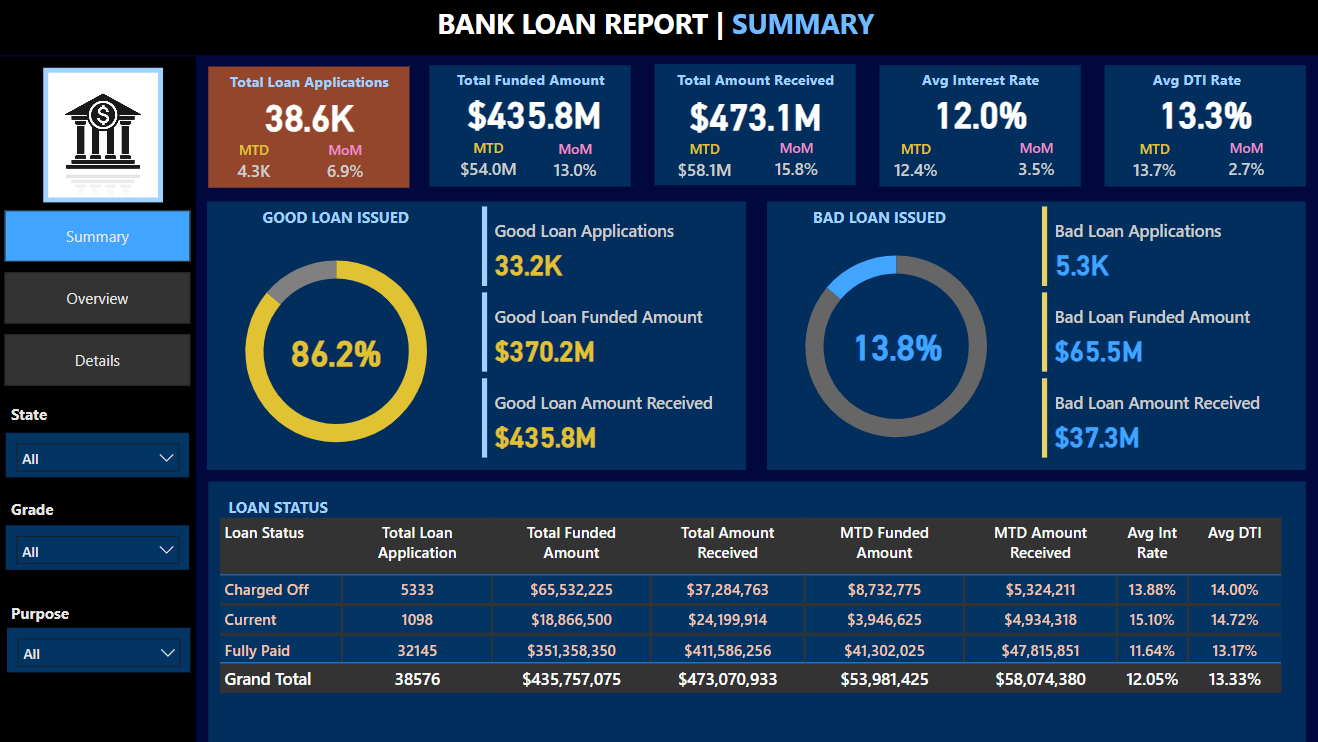 BANK LOAN REPORT | SUMMARY
$
Summary
Overview
Details
State
All
Grade
All
Purpose
All
Total Loan Applications
38.6K
MTD MoM
4.3K 6.9%
Total Funded Amount
$435.8M
MTD MoM
$54.0M 13.0%
Total Amount Received
$473.1M
MTD MoM
$58.1M 15.8%
Avg Interest Rate
12.0%
MTD MoM
12.4% 3.5%
Avg DTI Rate
13.3%
MTD MoM
13.7% 2.7%
GOOD LOAN ISSUED
86.2%
Good Loan Applications
33.2K
Good Loan Funded Amount
$370.2M
Good Loan Amount Received
$435.8M
BAD LOAN ISSUED
13.8%
Bad Loan Applications
5.3K
Bad Loan Funded Amount
$65.5M
Bad Loan Amount Received
$37.3M
LOAN STATUS
Loan Status Total Loan Application Total Funded Amount Total Amount Received MTD Funded Amount MTD Amount Received Avg Int Rate Avg DTI
Charged Off 5333 $65,532,225 $37,284,763 $8,732,775 $5,324,211 13.88% 14.00%
Current 1098 $18,866,500 $24,199,914 $3,946,625 $4,934,318 15.10% 14.72%
Fully Paid 32145 $351,358,350 $411,586,256 $41,302,025 $47,815,851 11.64% 13.17%
Grand Total 38576 $435,757,075 $473,070,933 $53,981,425 $58,074,380 12.05% 13.33%